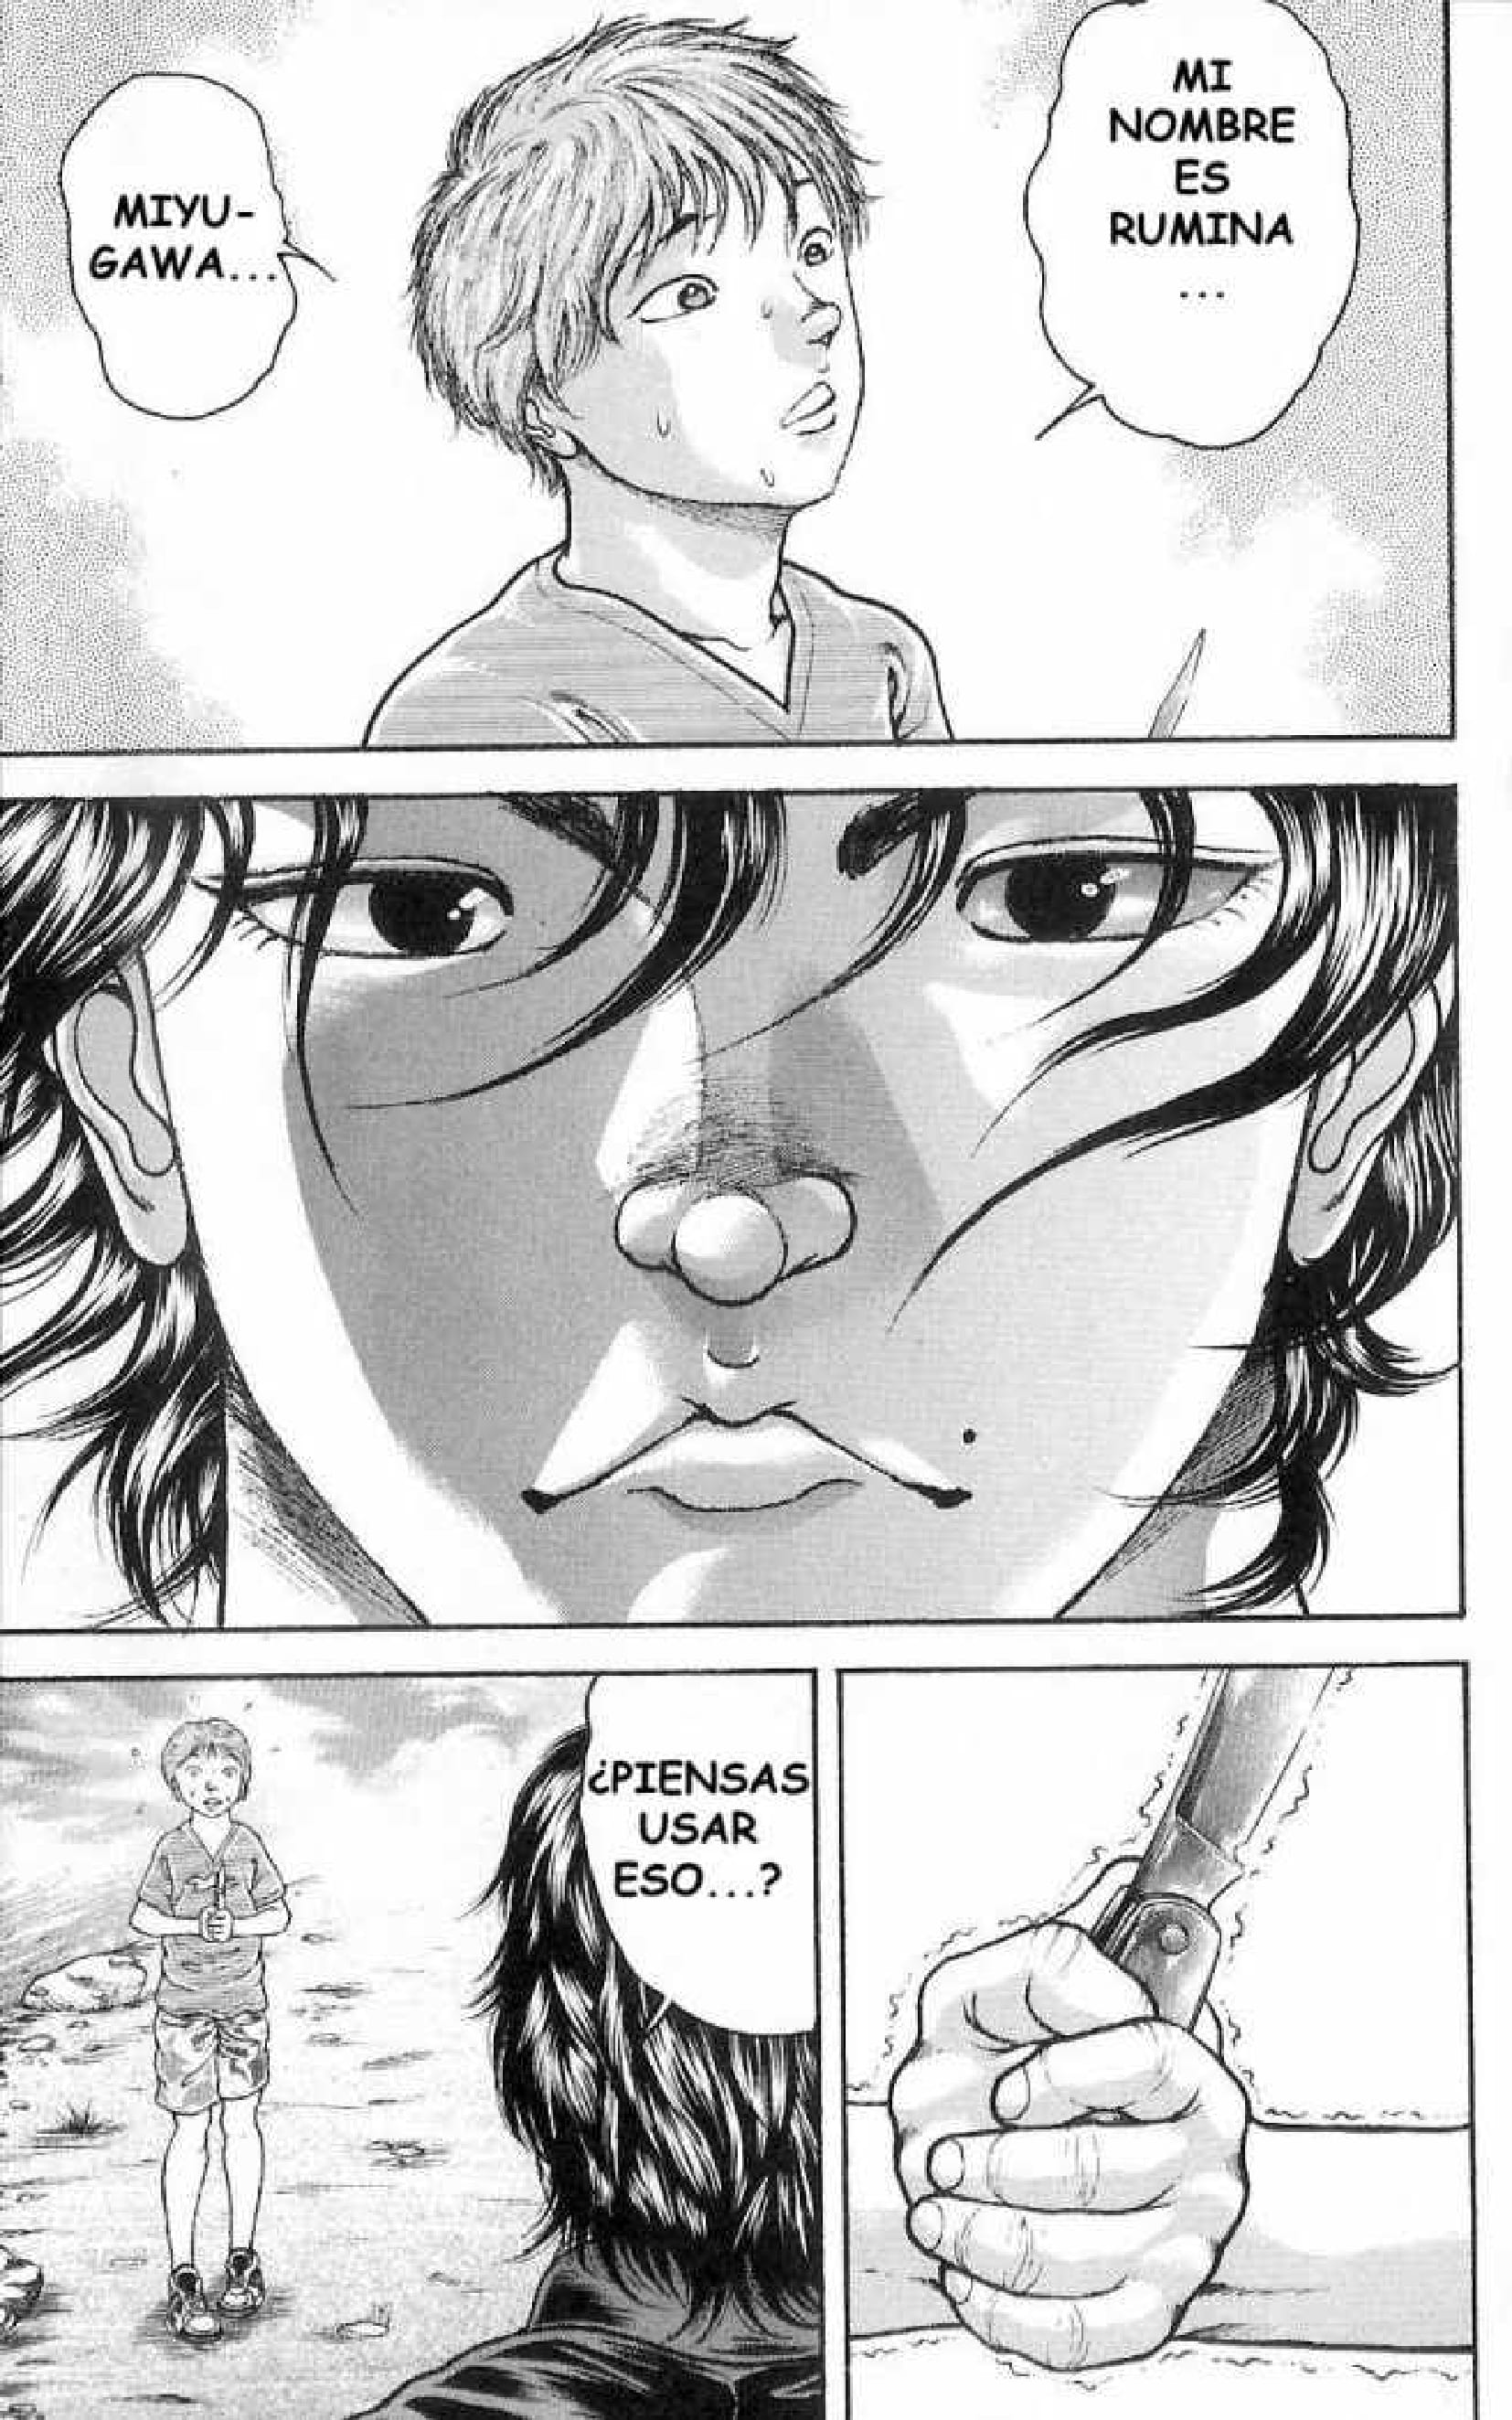 MI
NOMBRE
ES
RUMINA
...
MIYU-
GAWA...
¿PIENSAS
USAR
ESO...?